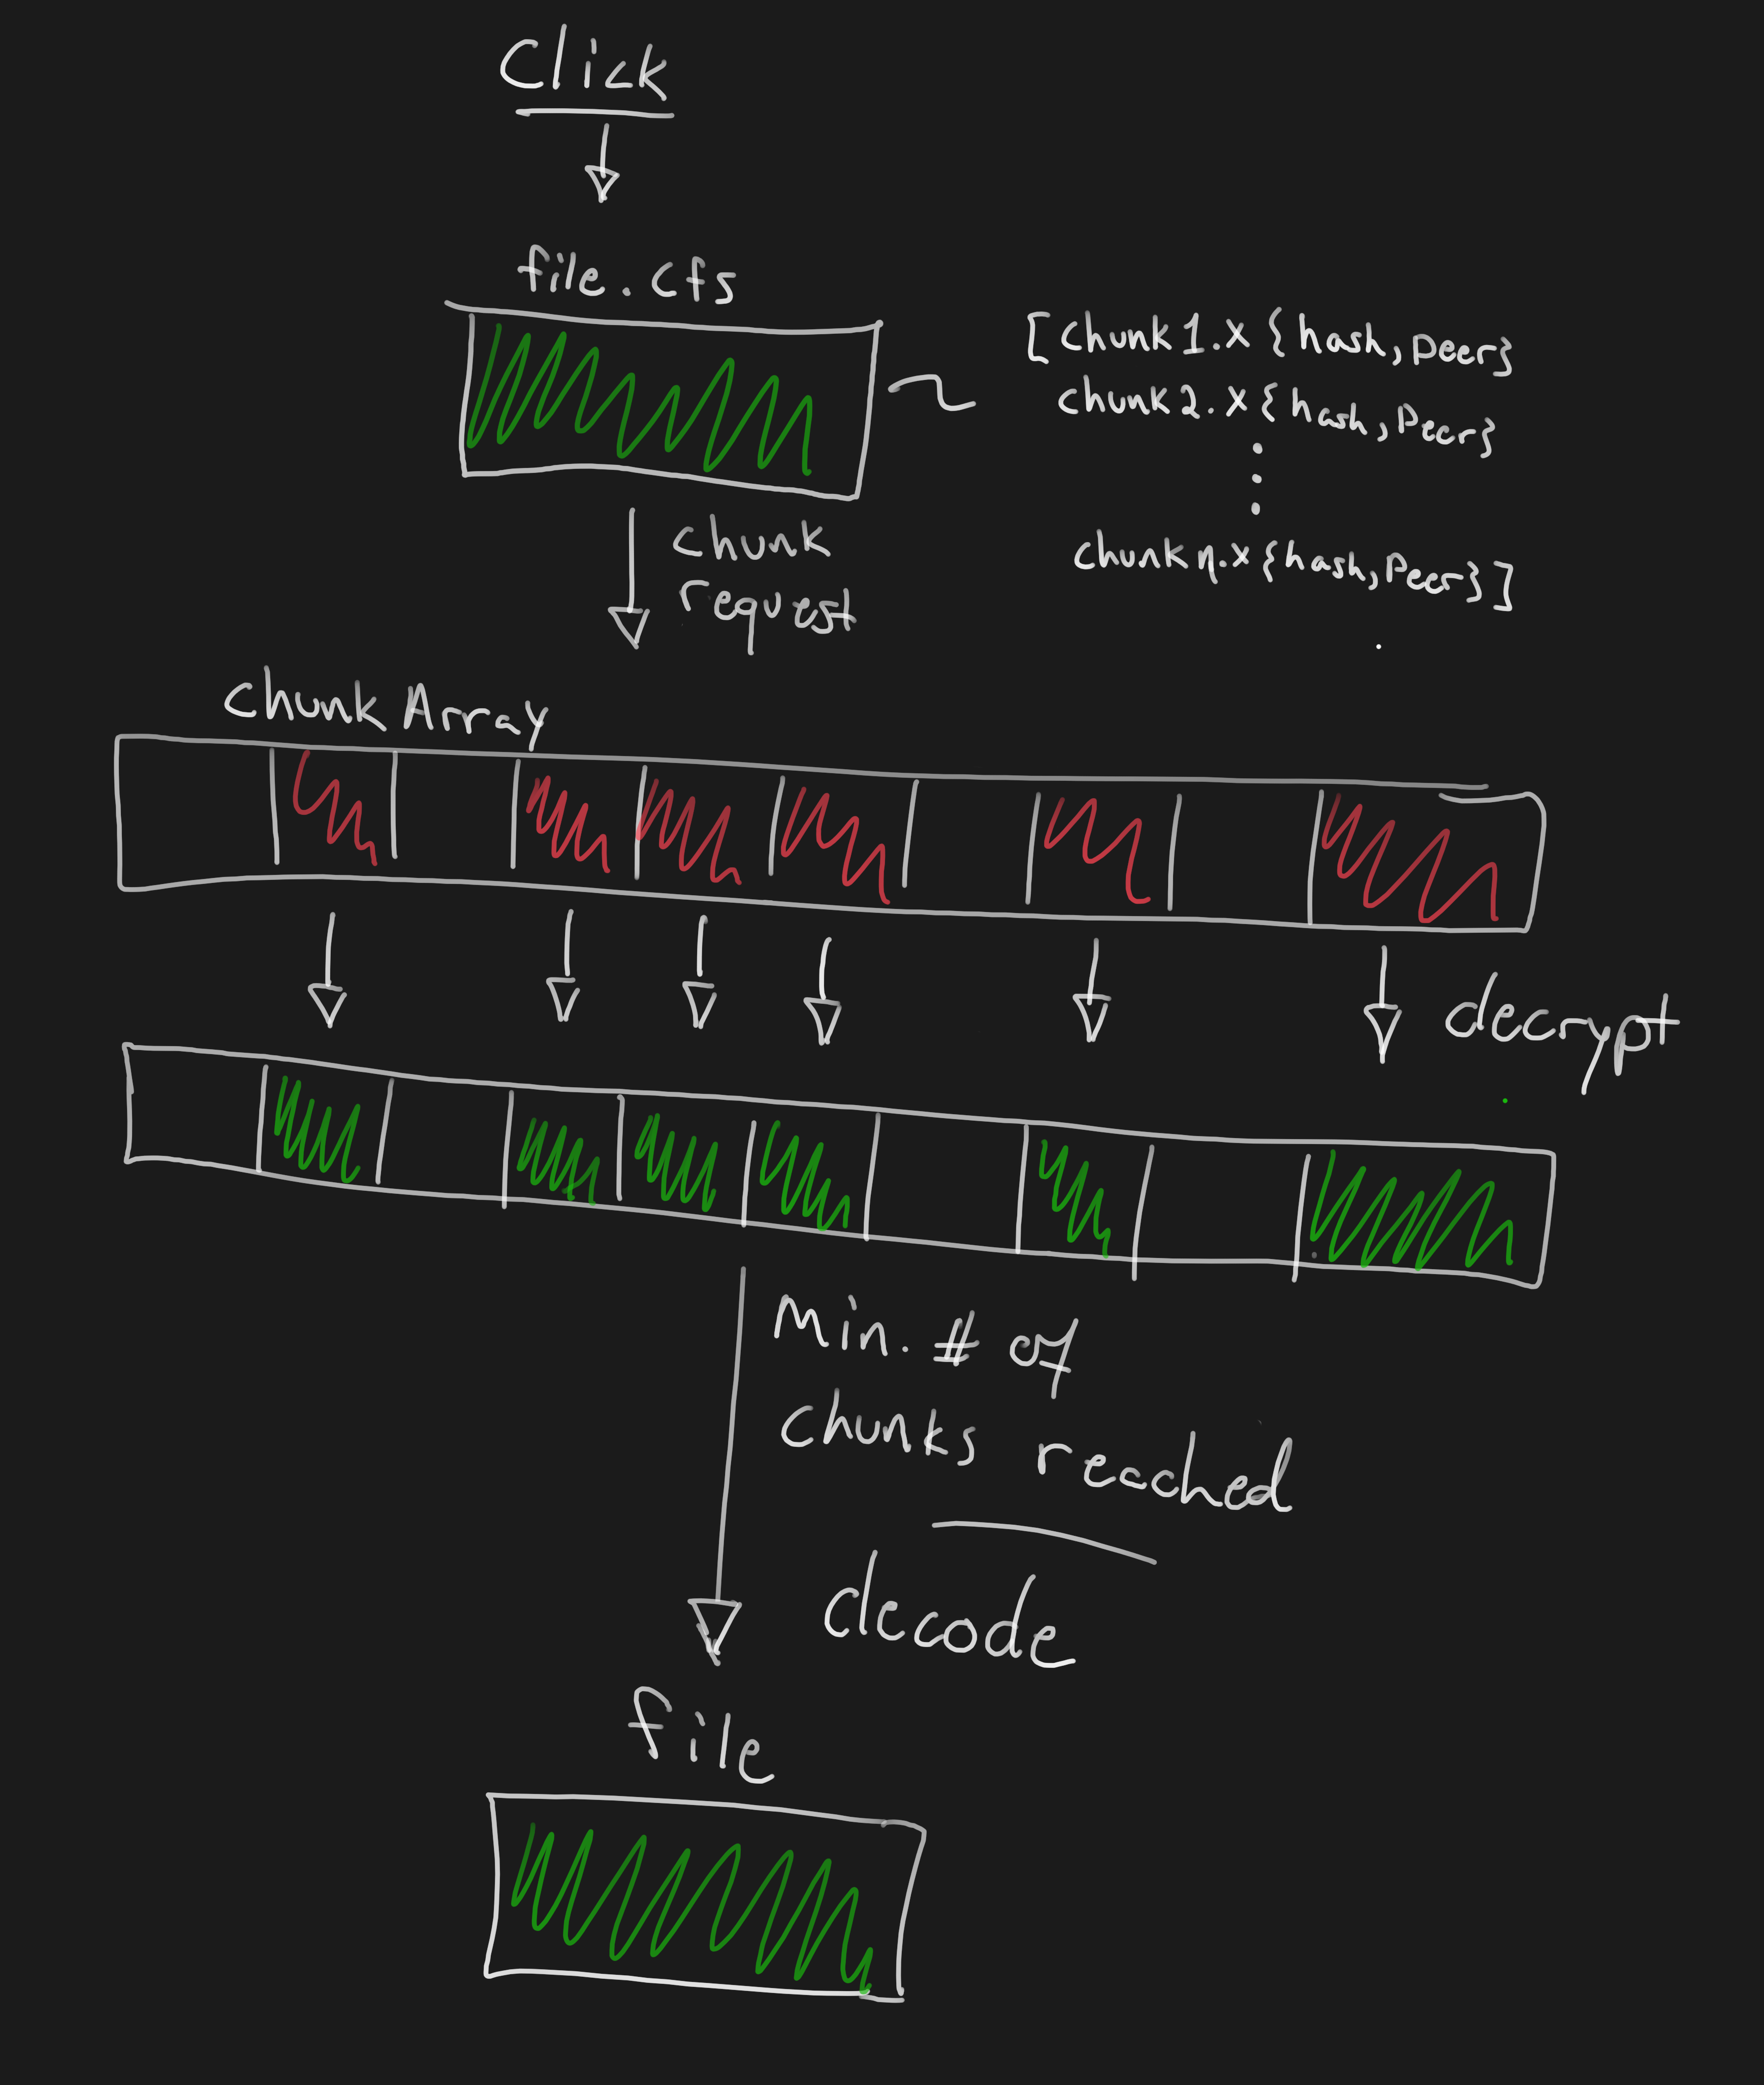 Click
file.cfs
[chunk1.x{hash,peer}
chunk2.x{hash,Peer}
chunkn.x{hash,Peer}]
chunk
request
Chunk Array
decrypt
Min. # of
chunks reached
decode
file